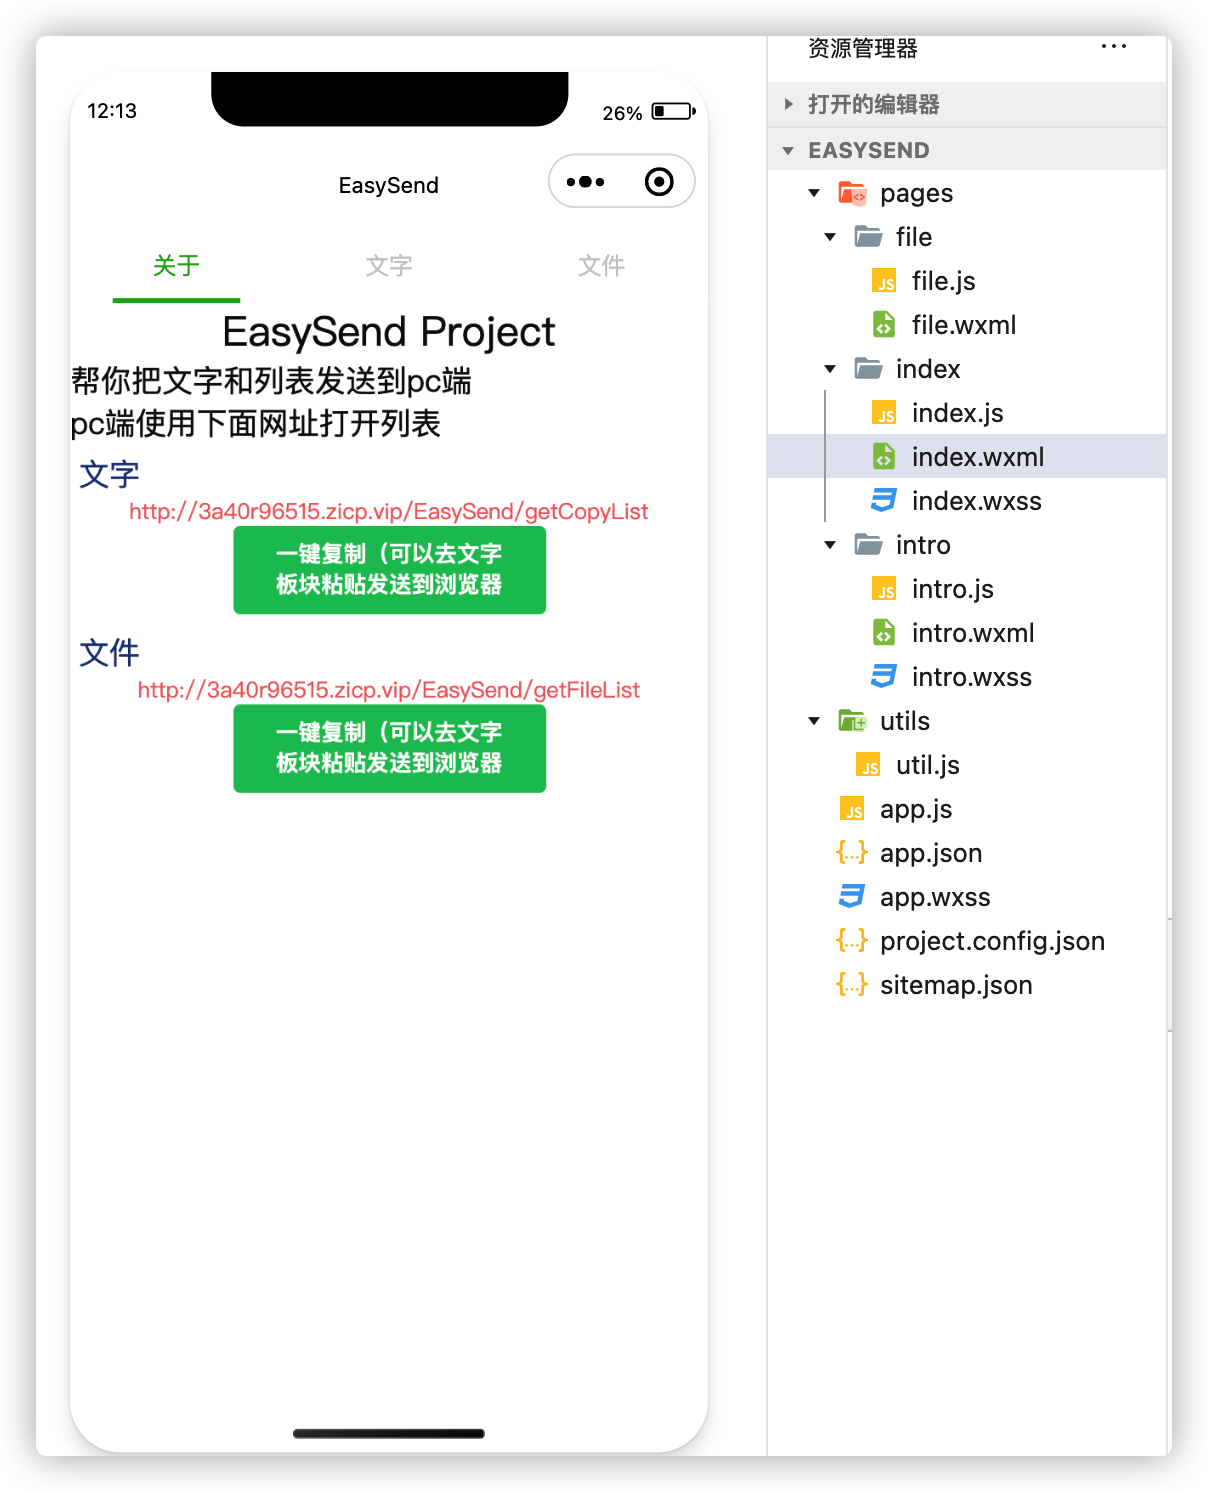 12:13
26%
EasySend
关于
文字
文件
EasySend Project
帮你把文字和列表发送到pc端
pc端使用下面网址打开列表
文字
http://3a40r96515.zicp.vip/EasySend/getCopyList
一键复制（可以去文字
板块粘贴发送到浏览器
文件
http://3a40r96515.zicp.vip/EasySend/getFileList
一键复制（可以去文字
板块粘贴发送到浏览器
资源管理器
打开的编辑器
EASYSEND
pages
file
JS file.js
file.wxml
index
JS index.js
index.wxml
index.wxss
intro
JS intro.js
intro.wxml
intro.wxss
utils
JS util.js
JS app.js
{...} app.json
app.wxss
{...} project.config.json
{...} sitemap.json